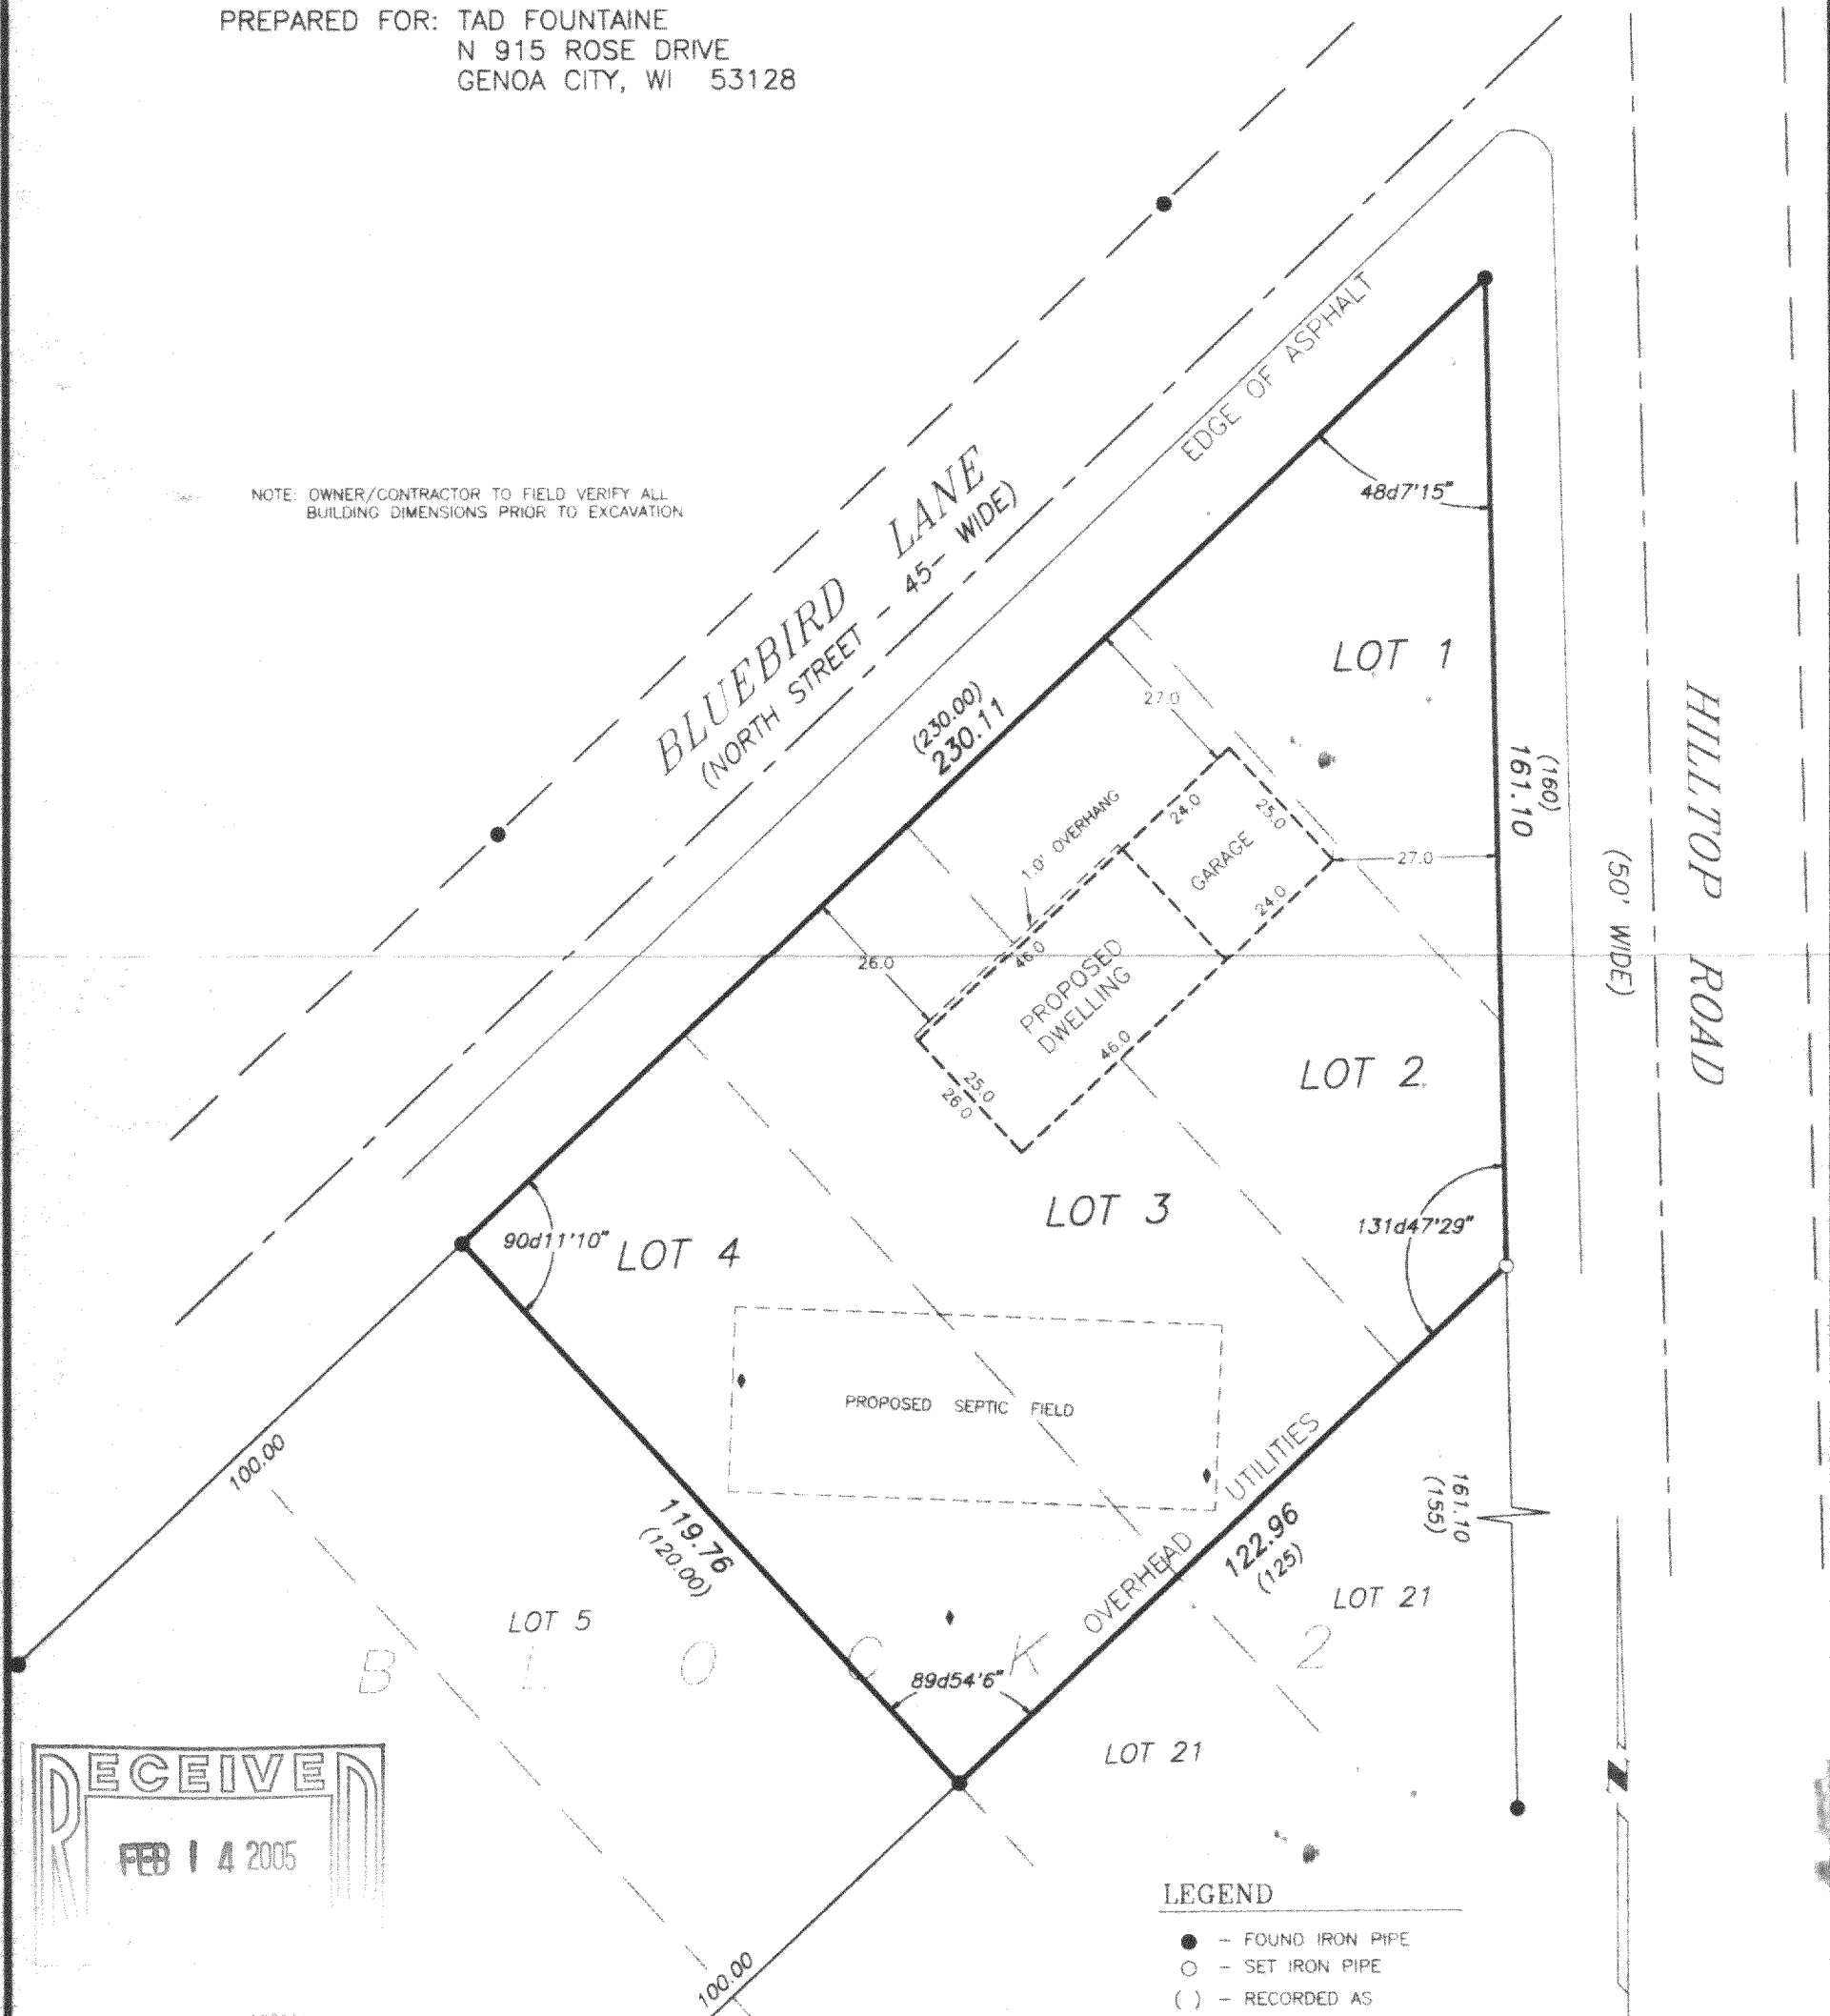 PREPARED FOR: TAD FOUNTAINE
N 915 ROSE DRIVE
GENOA CITY, WI 53128
NOTE: OWNER/CONTRACTOR TO FIELD VERIFY ALL
BUILDING DIMENSIONS PRIOR TO EXCAVATION
BLUEBIRD LANE
(NORTH STREET - 45' WIDE)
EDGE OF ASPHALT
48d7'15"
LOT 1
HILLTOP ROAD
(50' WIDE)
(160)
161.10
(230.00)
230.11
27.0
1.0' OVERHANG
24.0
25.0
GARAGE
27.0
24.0
26.0
46.0
PROPOSED
DWELLING
46.0
25.0
26.0
LOT 2
LOT 3
131d47'29"
90d11'10"
LOT 4
PROPOSED SEPTIC FIELD
100.00
119.76
(120.00)
OVERHEAD UTILITIES
122.96
(125)
161.10
(155)
LOT 21
LOT 5
BLOCK 2
89d54'6"
LOT 21
N
RECEIVED
FEB 14 2005
100.00
LEGEND
● - FOUND IRON PIPE
○ - SET IRON PIPE
( ) - RECORDED AS